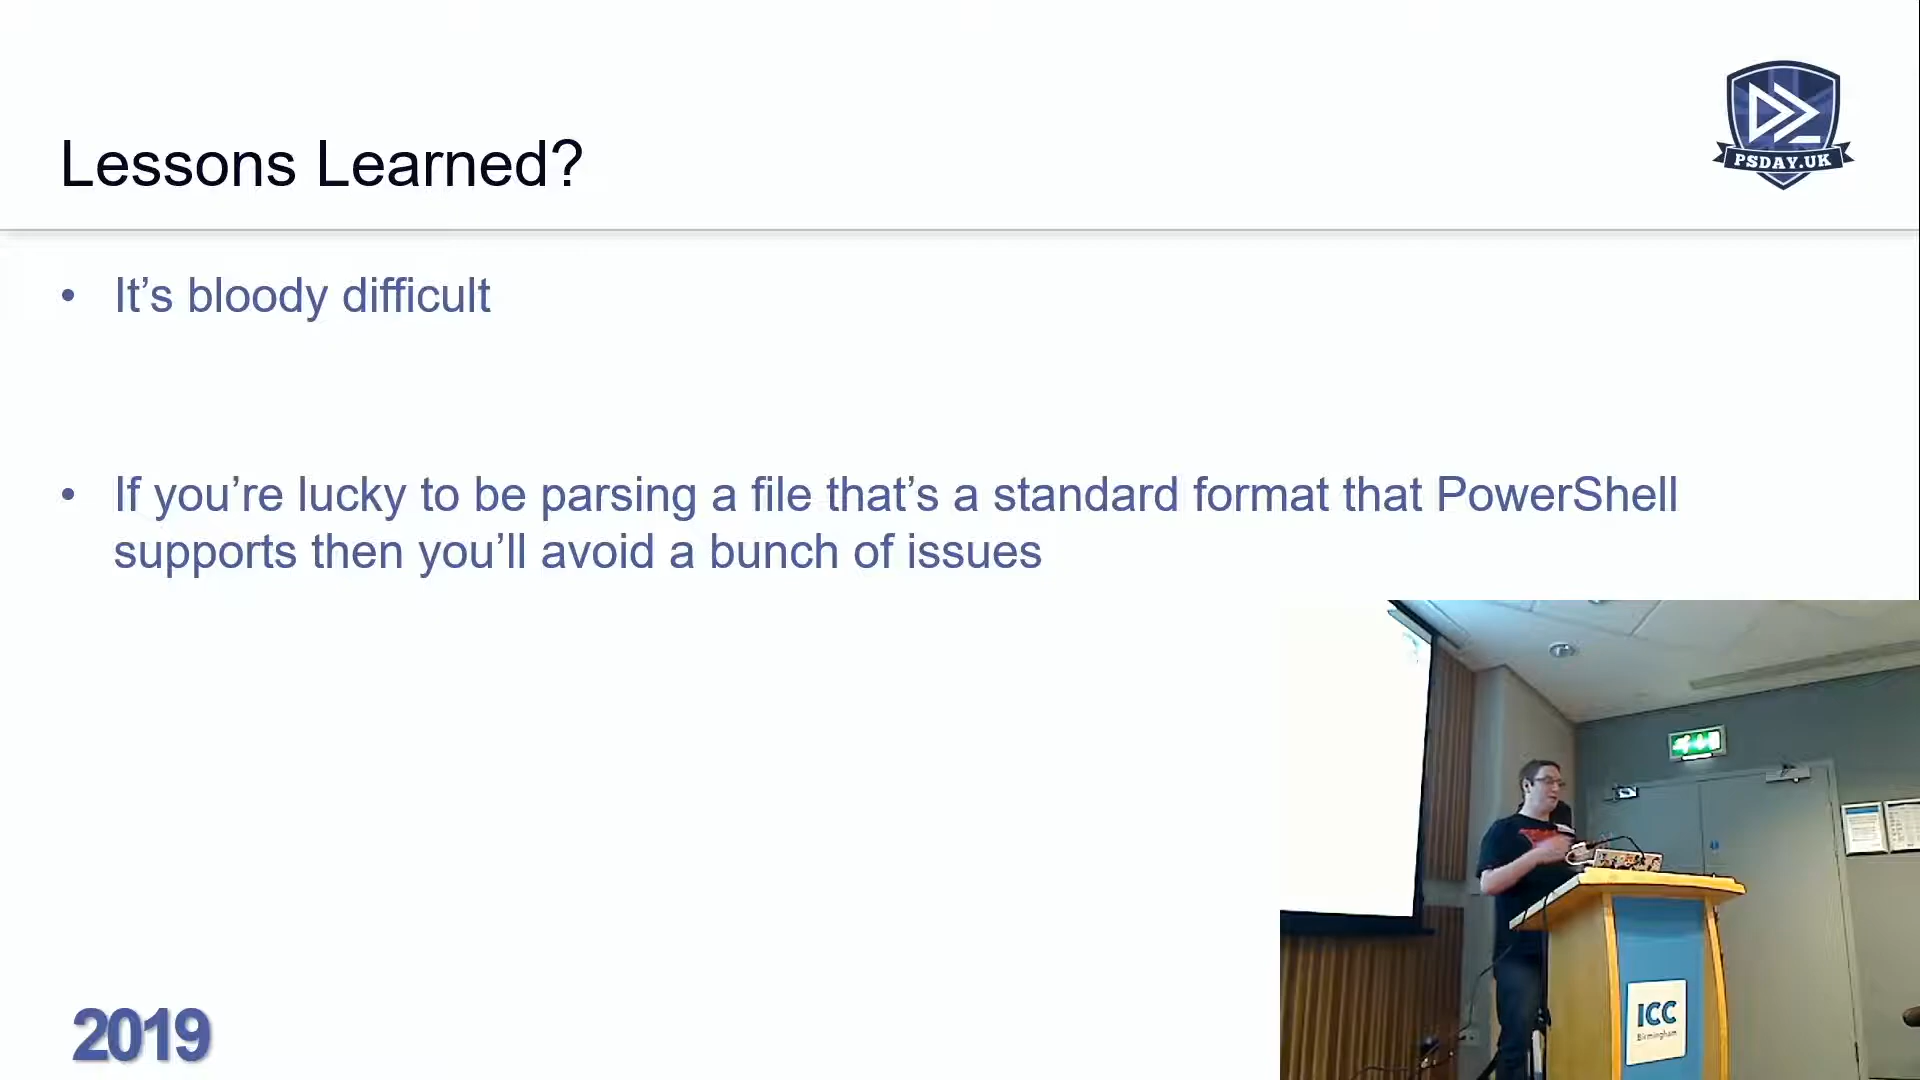 PSDAY.UK
Lessons Learned?
• It’s bloody difficult
• If you’re lucky to be parsing a file that’s a standard format that PowerShell
supports then you’ll avoid a bunch of issues
2019
ICC
Birmingham